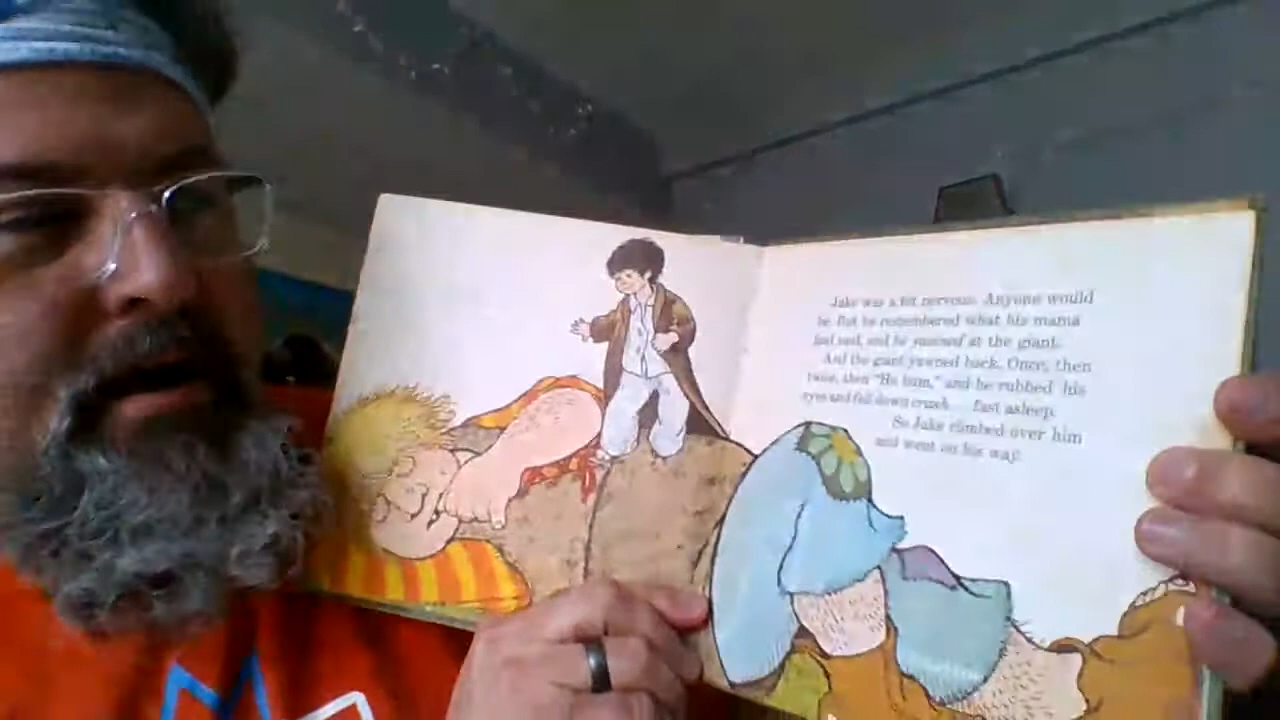 Jake was a bit nervous. Anyone would
be. But he remembered what his mama
had said, and he yawned at the giant.
And the giant yawned back. Once, then
twice, then "Ho hum," and he rubbed his
eyes and fell down crash . . . fast asleep.
So Jake climbed over him
and went on his way.